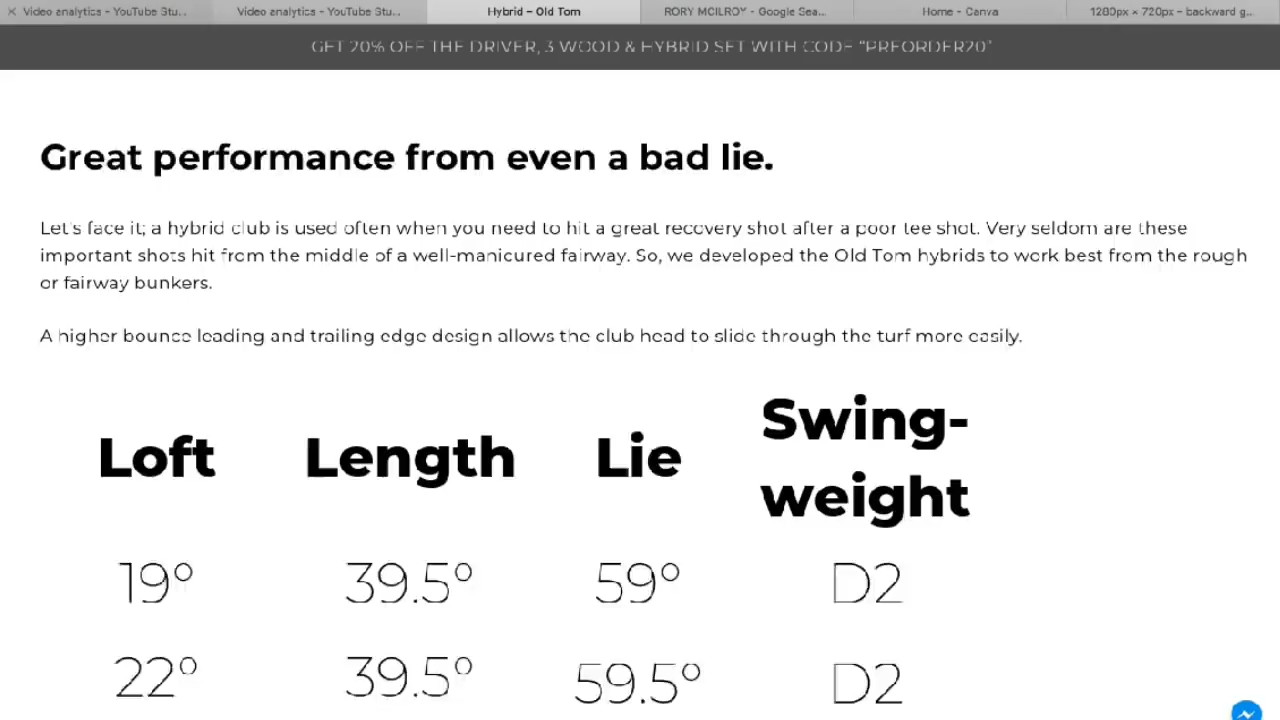 Video analytics - YouTube Stu...
Video analytics - YouTube Stu...
Hybrid – Old Tom
RORY MCILROY - Google Sea...
Home - Canva
1280px × 720px – backward g...
GET 20% OFF THE DRIVER, 3 WOOD & HYBRID SET WITH CODE "PREORDER20"
Great performance from even a bad lie.
Let's face it; a hybrid club is used often when you need to hit a great recovery shot after a poor tee shot. Very seldom are these
important shots hit from the middle of a well-manicured fairway. So, we developed the Old Tom hybrids to work best from the rough
or fairway bunkers.
A higher bounce leading and trailing edge design allows the club head to slide through the turf more easily.
Loft Length Lie Swing-
weight
19° 39.5° 59° D2
22° 39.5° 59.5° D2